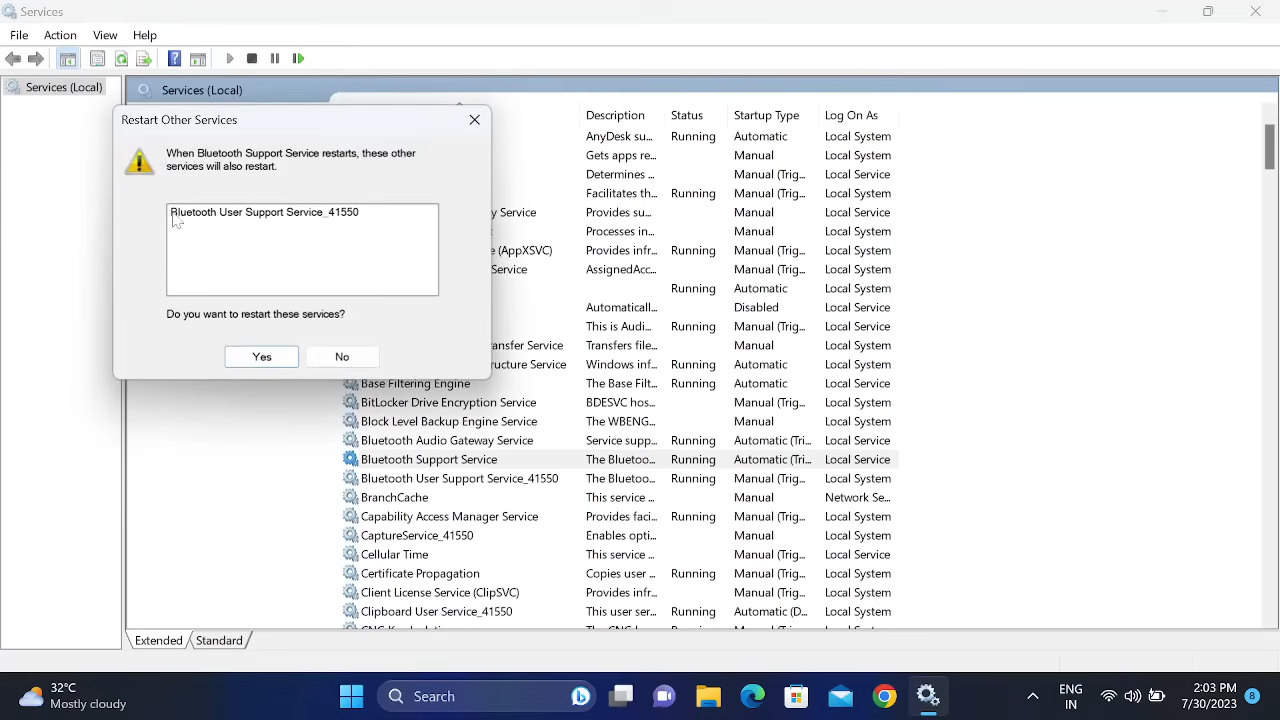 Services
File Action View Help
Services (Local)
Services (Local)
Restart Other Services
When Bluetooth Support Service restarts, these other
services will also restart.
Bluetooth User Support Service_41550
Do you want to restart these services?
Yes No
Description Status Startup Type Log On As
AnyDesk su... Running Automatic Local System
Gets apps re... Manual Local System
Determines ... Manual (Trig... Local Service
Facilitates th... Running Manual (Trig... Local System
y Service Provides su... Manual Local System
Processes in... Manual Local System
e (AppXSVC) Provides infr... Running Manual (Trig... Local System
Service AssignedAcc... Manual (Trig... Local System
Running Automatic Local System
Automaticall... Disabled Local Service
This is Audi... Running Manual (Trig... Local System
ansfer Service Transfers file... Manual Local System
ucture Service Windows inf... Running Automatic Local System
Base Filtering Engine The Base Filt... Running Automatic Local Service
BitLocker Drive Encryption Service BDESVC hos... Manual (Trig... Local System
Block Level Backup Engine Service The WBENG... Manual Local System
Bluetooth Audio Gateway Service Service supp... Running Automatic (Tri... Local Service
Bluetooth Support Service The Bluetoo... Running Automatic (Tri... Local Service
Bluetooth User Support Service_41550 The Bluetoo... Running Manual (Trig... Local System
BranchCache This service ... Manual Network Se...
Capability Access Manager Service Provides faci... Running Manual (Trig... Local System
CaptureService_41550 Enables opti... Manual Local System
Cellular Time This service ... Manual (Trig... Local Service
Certificate Propagation Copies user ... Running Manual (Trig... Local System
Client License Service (ClipSVC) Provides infr... Manual (Trig... Local System
Clipboard User Service_41550 This user ser... Running Automatic (D... Local System
Extended Standard
32°C
Mostly cloudy
Search
ENG
IN
2:03 PM
7/30/2023
8